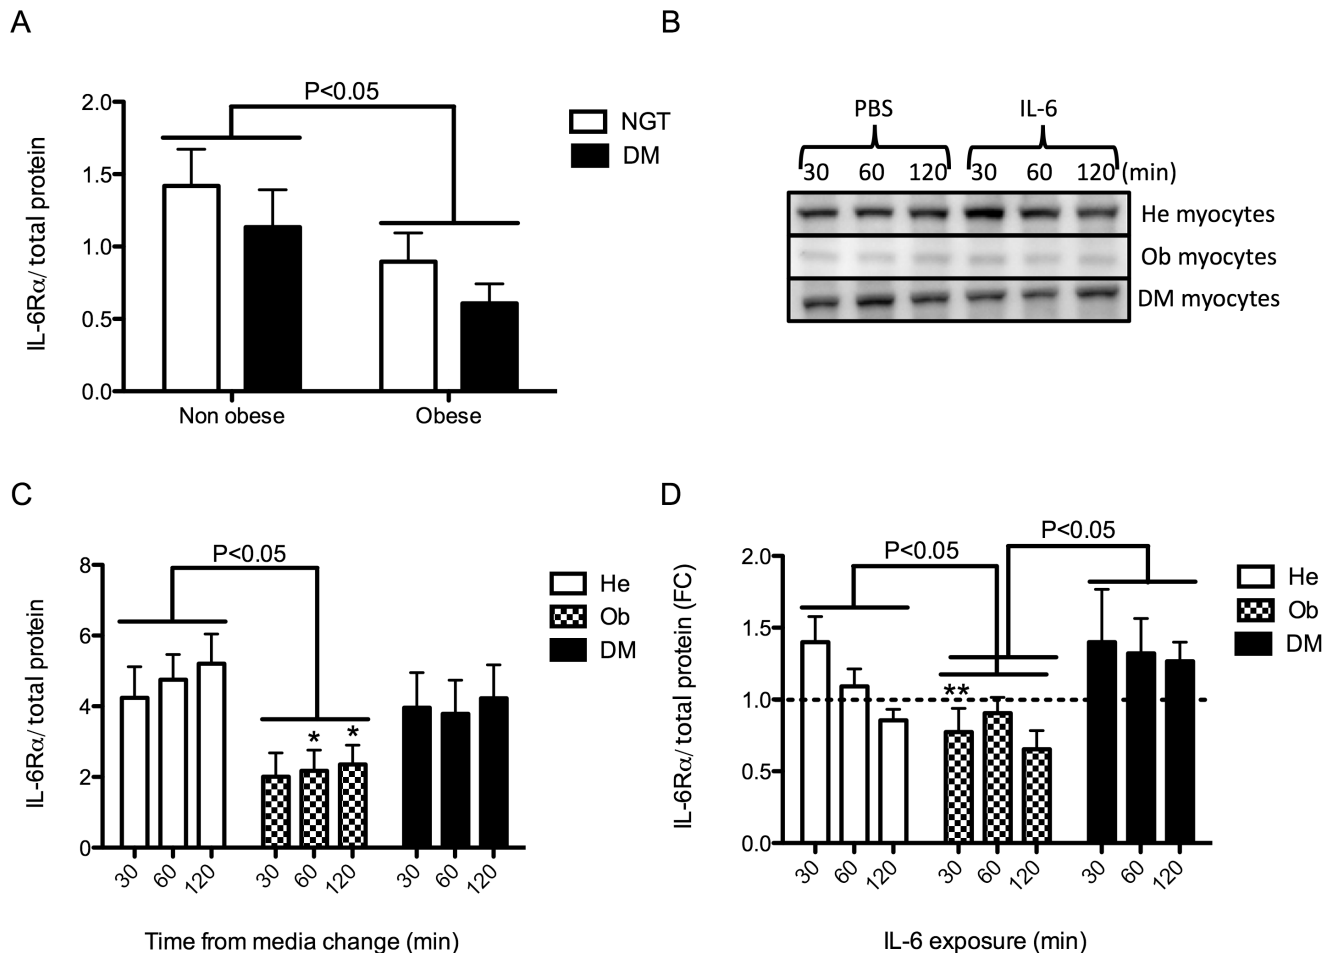 A
P<0.05
2.0
1.5
1.0
0.5
0.0
IL-6Rα/ total protein
Non obese
Obese
NGT
DM
B
PBS
IL-6
30 60 120 30 60 120 (min)
He myocytes
Ob myocytes
DM myocytes
C
P<0.05
8
6
4
2
0
IL-6Rα/ total protein
* *
30 60 120 30 60 120 30 60 120
Time from media change (min)
He
Ob
DM
D
P<0.05
P<0.05
2.0
1.5
1.0
0.5
0.0
IL-6Rα/ total protein (FC)
**
30 60 120 30 60 120 30 60 120
IL-6 exposure (min)
He
Ob
DM